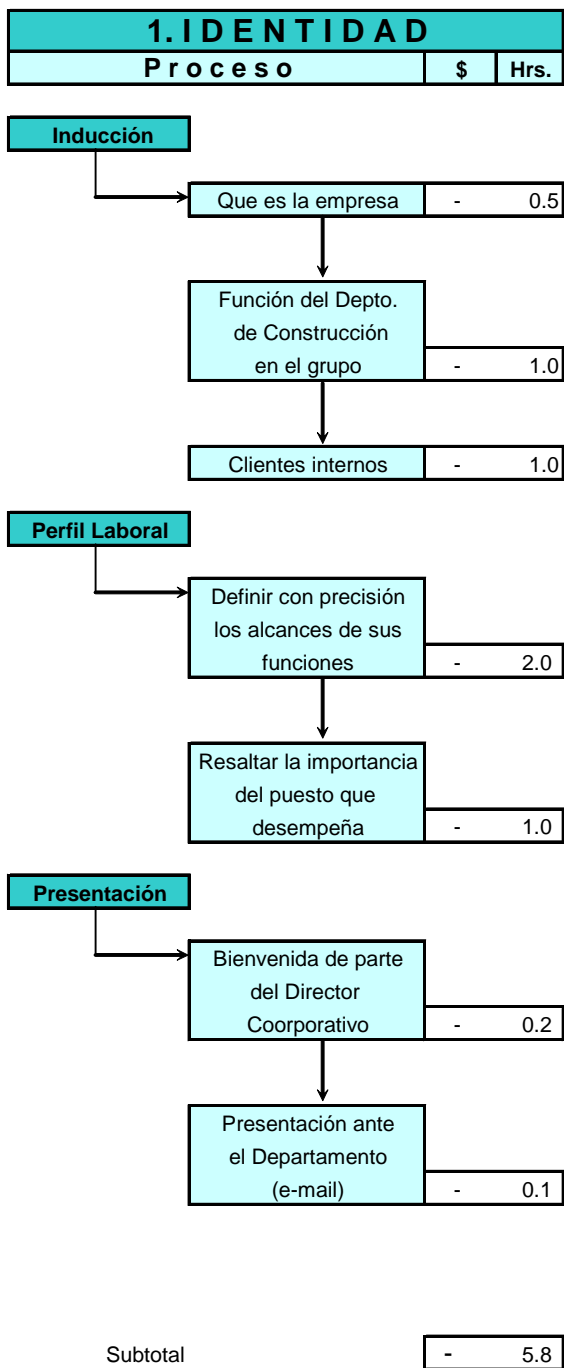 1. I D E N T I D A D
P r o c e s o $ Hrs.
Inducción
Que es la empresa - 0.5
Función del Depto.
de Construcción
en el grupo - 1.0
Clientes internos - 1.0
Perfil Laboral
Definir con precisión
los alcances de sus
funciones - 2.0
Resaltar la importancia
del puesto que
desempeña - 1.0
Presentación
Bienvenida de parte
del Director
Coorporativo - 0.2
Presentación ante
el Departamento
(e-mail) - 0.1
Subtotal - 5.8